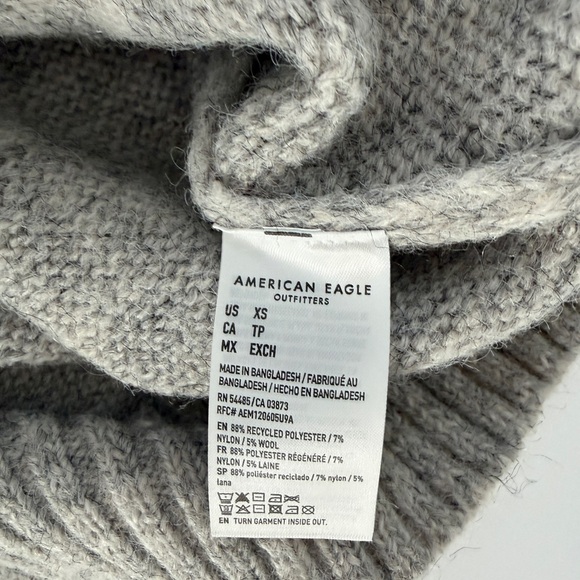 AMERICAN EAGLE
OUTFITTERS
US XS
CA TP
MX EXCH
MADE IN BANGLADESH / FABRIQUÉ AU
BANGLADESH / HECHO EN BANGLADESH
RN 54485/CA 03873
RFC# AEM120605U9A
EN 88% RECYCLED POLYESTER / 7%
NYLON / 5% WOOL
FR 88% POLYESTER RÉGÉNÉRÉ / 7%
NYLON / 5% LAINE
SP 88% poliéster reciclado / 7% nylon / 5%
lana
EN TURN GARMENT INSIDE OUT.